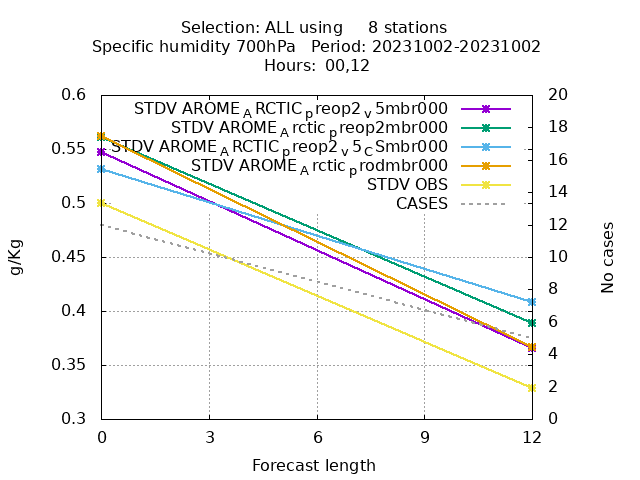 Selection: ALL using     8 stations
Specific humidity 700hPa   Period: 20231002-20231002
Hours: 00,12
STDV AROME_ARCTIC_preop2_v5mbr000
STDV AROME_Arctic_preop2mbr000
STDV AROME_ARCTIC_preop2_v5_CSmbr000
STDV AROME_Arctic_prodmbr000
STDV OBS
CASES
0.6
0.55
0.5
0.45
0.4
0.35
0.3
g/Kg
20
18
16
14
12
10
8
6
4
2
0
No cases
0 3 6 9 12
Forecast length